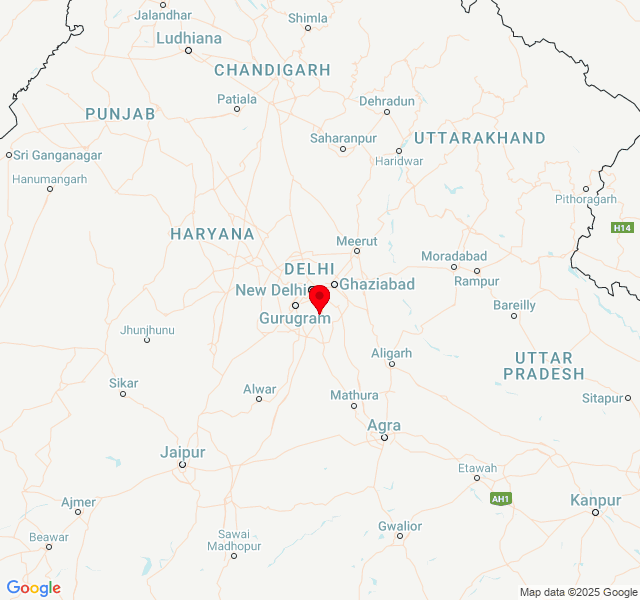 Jalandhar
Shimla
Ludhiana
CHANDIGARH
Patiala
Dehradun
PUNJAB
Saharanpur
UTTARAKHAND
Sri Ganganagar
Haridwar
Hanumangarh
Pithoragarh
H14
HARYANA
Meerut
Moradabad
DELHI
Rampur
New Delhi
Ghaziabad
Bareilly
Gurugram
Jhunjhunu
Aligarh
UTTAR
PRADESH
Sikar
Alwar
Mathura
Sitapur
Agra
Jaipur
Etawah
AH1
Kanpur
Ajmer
Gwalior
Sawai
Madhopur
Beawar
Google
Map data ©2025 Google